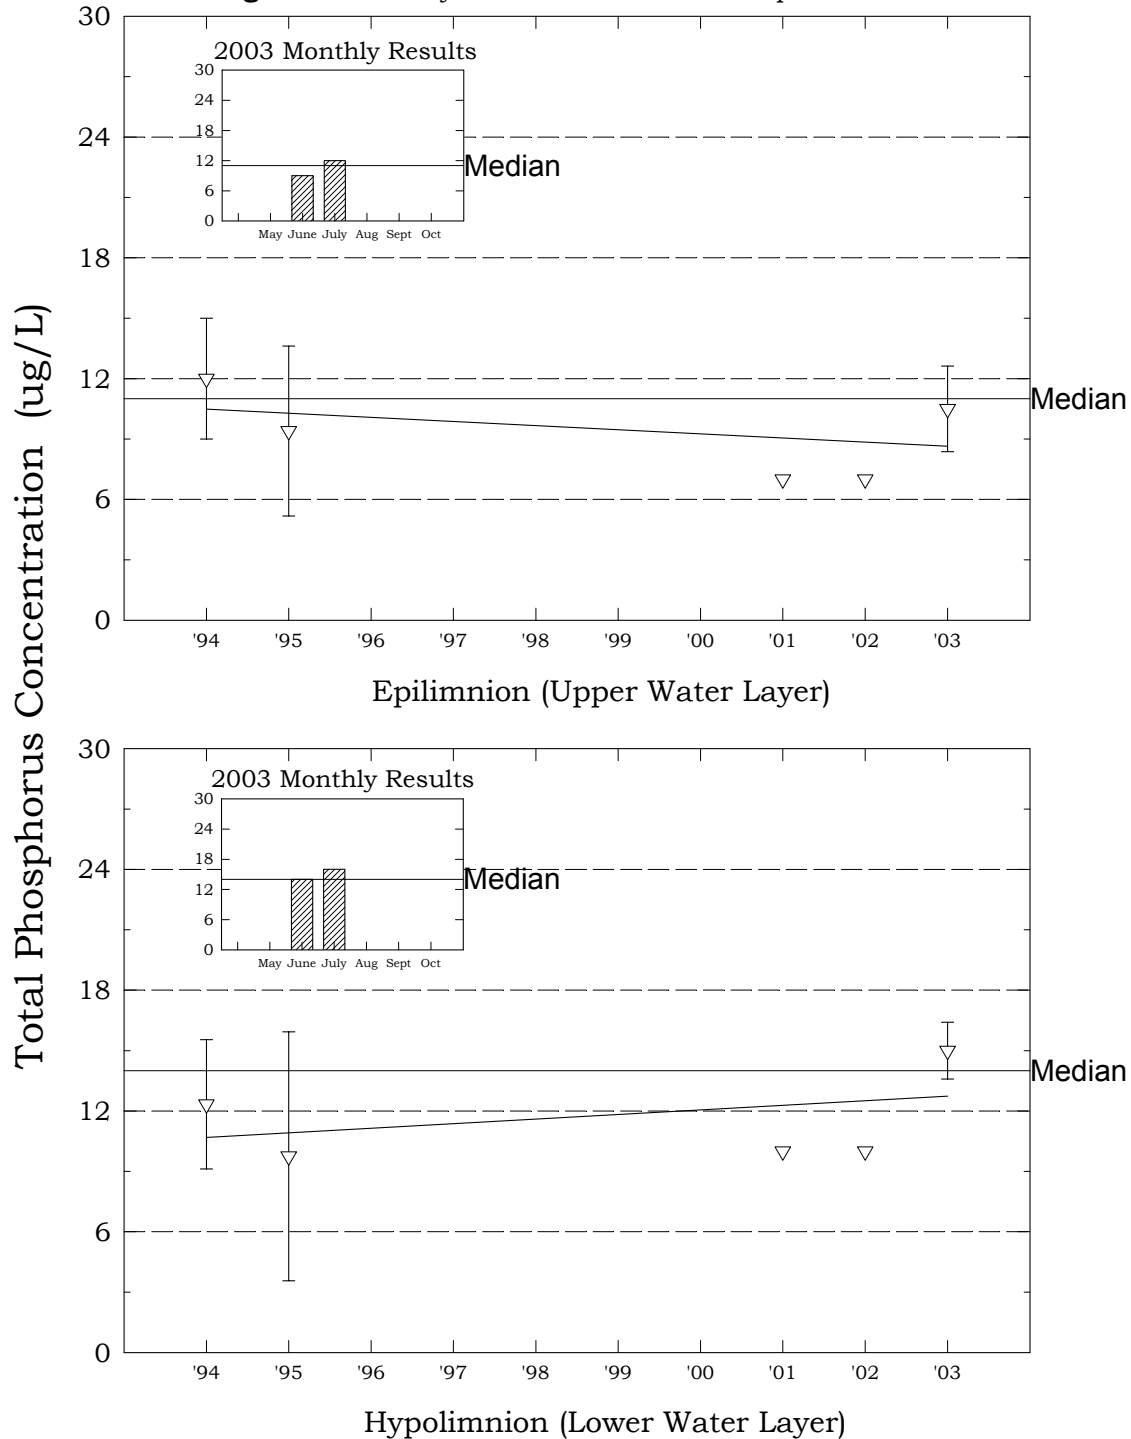 2003 Monthly Results
30
24
18
12
6
0
Median
May June July Aug Sept Oct
30
24
18
12
6
0
Median
'94 '95 '96 '97 '98 '99 '00 '01 '02 '03
Epilimnion (Upper Water Layer)
Total Phosphorus Concentration (ug/L)
2003 Monthly Results
30
24
18
12
6
0
Median
May June July Aug Sept Oct
30
24
18
12
6
0
Median
'94 '95 '96 '97 '98 '99 '00 '01 '02 '03
Hypolimnion (Lower Water Layer)